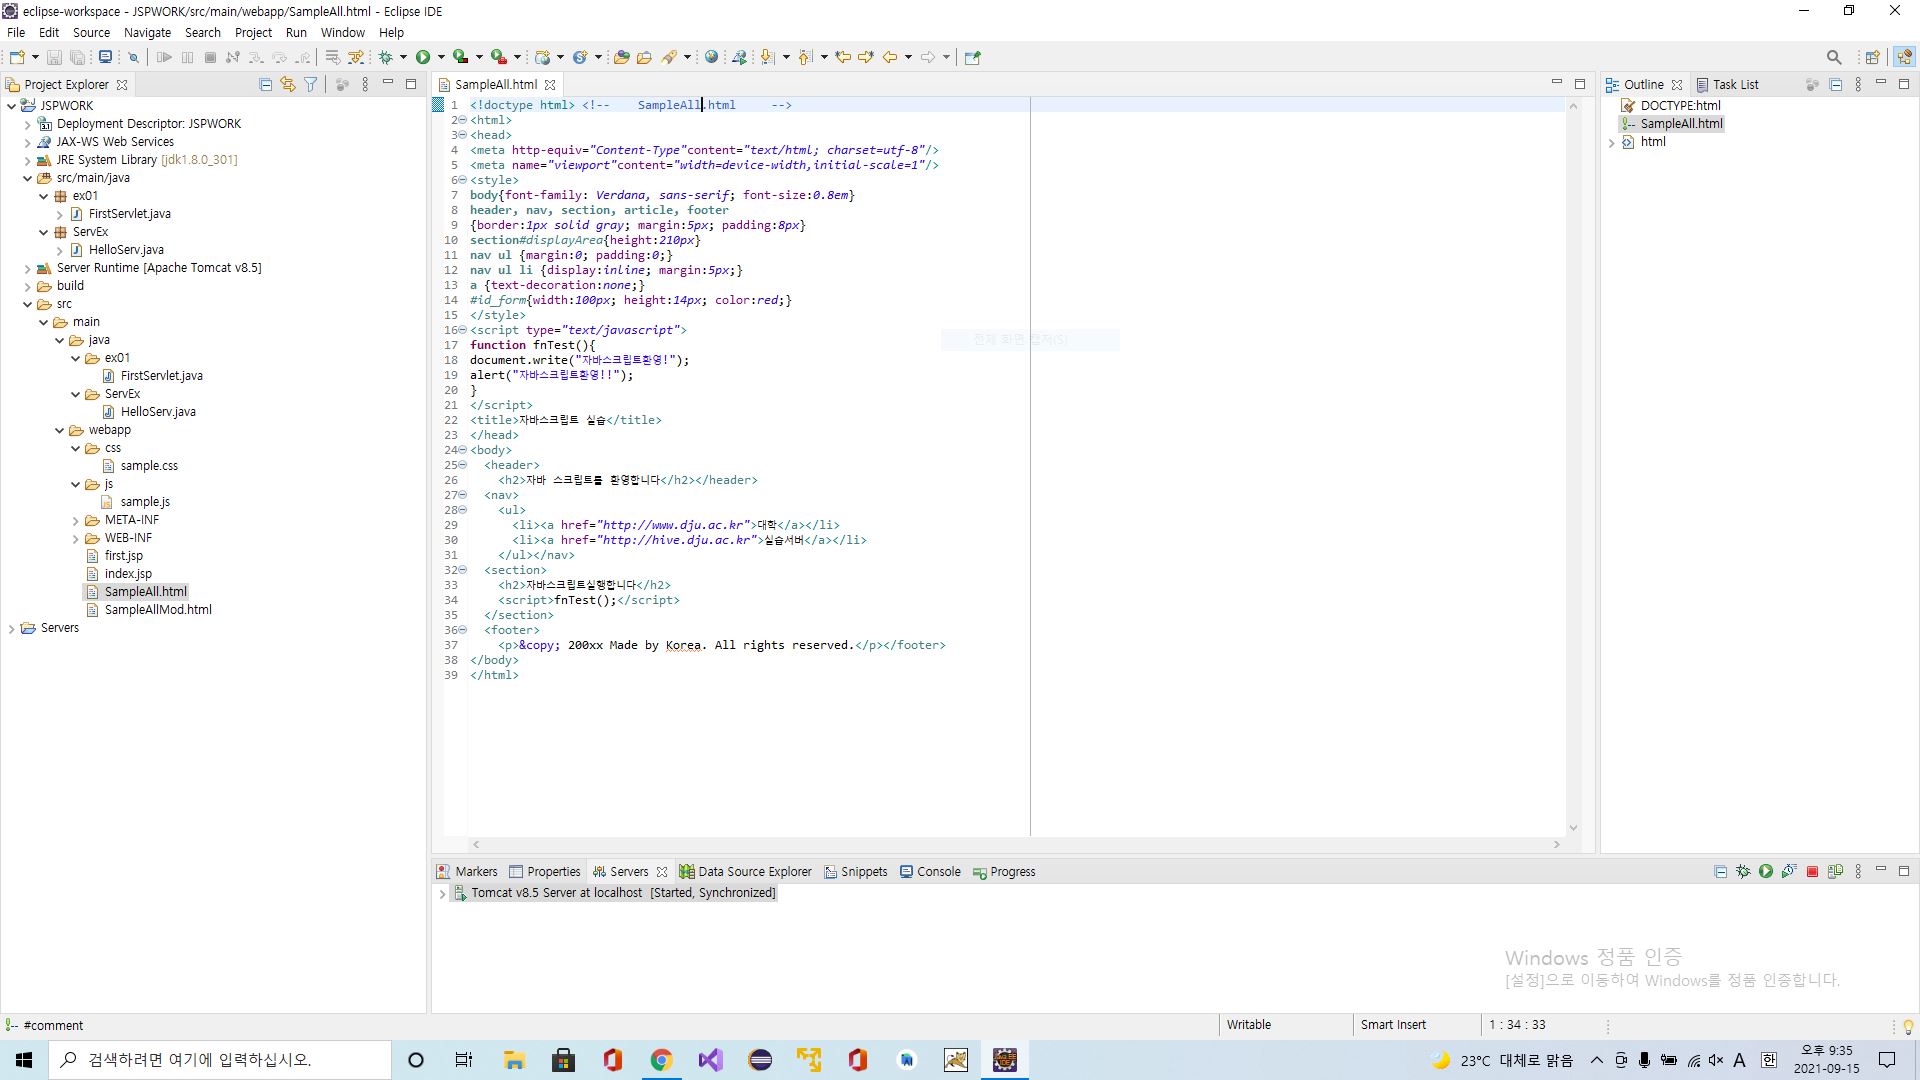 eclipse-workspace - JSPWORK/src/main/webapp/SampleAll.html - Eclipse IDE
File Edit Source Navigate Search Project Run Window Help
Project Explorer
JSPWORK
Deployment Descriptor: JSPWORK
JAX-WS Web Services
JRE System Library [jdk1.8.0_301]
src/main/java
ex01
FirstServlet.java
ServEx
HelloServ.java
Server Runtime [Apache Tomcat v8.5]
build
src
main
java
ex01
FirstServlet.java
ServEx
HelloServ.java
webapp
css
sample.css
js
sample.js
META-INF
WEB-INF
first.jsp
index.jsp
SampleAll.html
SampleAllMod.html
Servers
SampleAll.html
1 <!doctype html> <!-- SampleAll.html -->
2 <html>
3 <head>
4 <meta http-equiv="Content-Type"content="text/html; charset=utf-8"/>
5 <meta name="viewport"content="width=device-width,initial-scale=1"/>
6 <style>
7 body{font-family: Verdana, sans-serif; font-size:0.8em}
8 header, nav, section, article, footer
9 {border:1px solid gray; margin:5px; padding:8px}
10 section#displayArea{height:210px}
11 nav ul {margin:0; padding:0;}
12 nav ul li {display:inline; margin:5px;}
13 a {text-decoration:none;}
14 #id_form{width:100px; height:14px; color:red;}
15 </style>
16 <script type="text/javascript">
17 function fnTest(){
18 document.write("자바스크립트환영!");
19 alert("자바스크립트환영!!");
20 }
21 </script>
22 <title>자바스크립트 실습</title>
23 </head>
24 <body>
25 <header>
26 <h2>자바 스크립트를 환영합니다</h2></header>
27 <nav>
28 <ul>
29 <li><a href="http://www.dju.ac.kr">대학</a></li>
30 <li><a href="http://hive.dju.ac.kr">실습서버</a></li>
31 </ul></nav>
32 <section>
33 <h2>자바스크립트실행합니다</h2>
34 <script>fnTest();</script>
35 </section>
36 <footer>
37 <p>&copy; 200xx Made by Korea. All rights reserved.</p></footer>
38 </body>
39 </html>
전체 화면 캡처(S)
Outline Task List
DOCTYPE:html
SampleAll.html
html
Markers Properties Servers Data Source Explorer Snippets Console Progress
Tomcat v8.5 Server at localhost [Started, Synchronized]
Windows 정품 인증
[설정]으로 이동하여 Windows를 정품 인증합니다.
#comment Writable Smart Insert 1 : 34 : 33
검색하려면 여기에 입력하십시오.
23°C 대체로 맑음 A 한
오후 9:35
2021-09-15